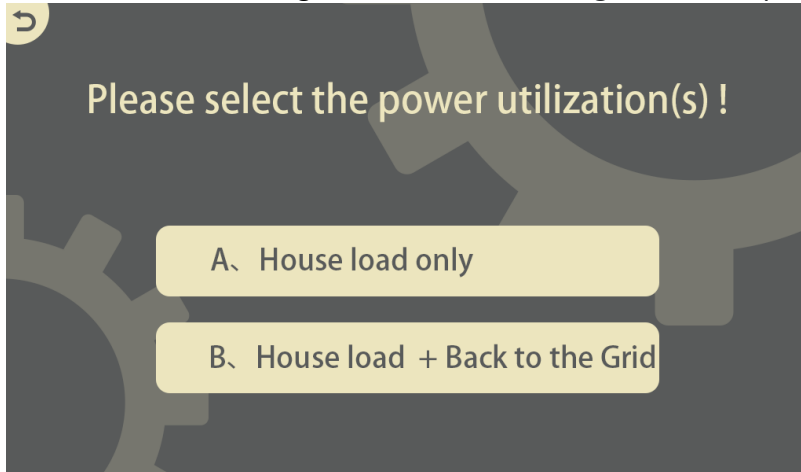 Please select the power utilization(s) !
A、House load only
B、House load + Back to the Grid